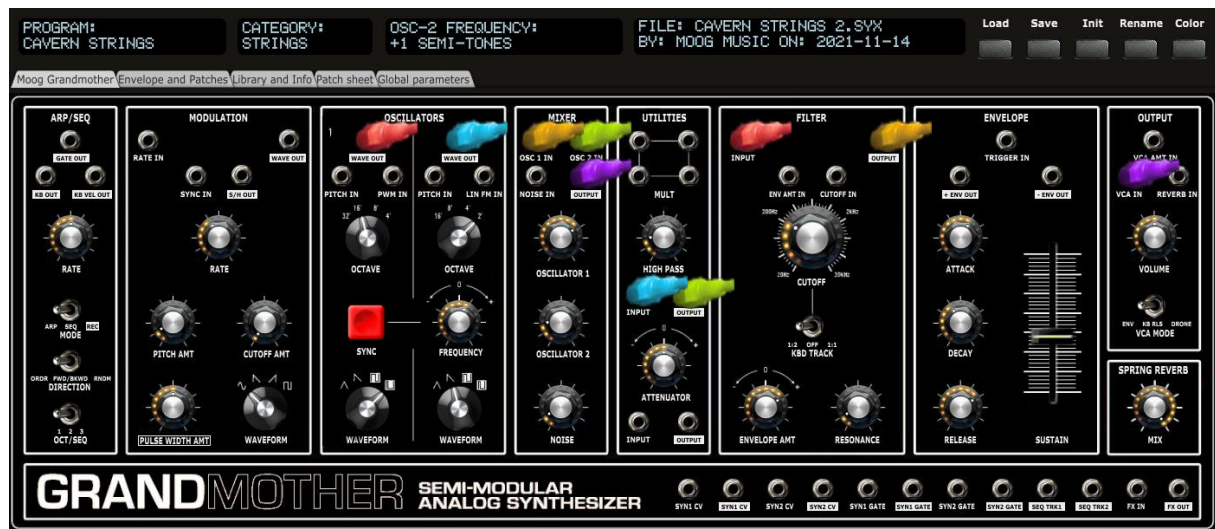 PROGRAM:
CAVERN STRINGS
CATEGORY:
STRINGS
OSC-2 FREQUENCY:
+1 SEMI-TONES
FILE: CAVERN STRINGS 2.SYX
BY: MOOG MUSIC ON: 2021-11-14
Load Save Init Rename Color
Moog Grandmother Envelope and Patches Library and Info Patch sheet Global parameters
ARP/SEQ
GATE OUT
KB OUT KB VEL OUT
RATE
ARP SEQ REC
MODE
ORDR FWD/BKWD RNDM
DIRECTION
1 2 3
OCT/SEQ
MODULATION
RATE IN WAVE OUT
SYNC IN S/H OUT
RATE
PITCH AMT CUTOFF AMT
PULSE WIDTH AMT WAVEFORM
OSCILLATORS
1
WAVE OUT WAVE OUT
PITCH IN PWM IN PITCH IN LIN FM IN
32' 16' 8' 4' 16' 8' 4' 2'
OCTAVE OCTAVE
0
- +
SYNC FREQUENCY
WAVEFORM WAVEFORM
MIXER
OSC 1 IN OSC 2 IN
NOISE IN OUTPUT
OSCILLATOR 1
OSCILLATOR 2
NOISE
UTILITIES
MULT
HIGH PASS
INPUT OUTPUT
0
ATTENUATOR
INPUT OUTPUT
FILTER
INPUT OUTPUT
ENV AMT IN CUTOFF IN
200Hz 2kHz
20Hz 20kHz
CUTOFF
1:2 OFF 1:1
KBD TRACK
0
- +
ENVELOPE AMT RESONANCE
ENVELOPE
TRIGGER IN
+ ENV OUT - ENV OUT
ATTACK
DECAY
RELEASE SUSTAIN
OUTPUT
VCA AMT IN
VCA IN REVERB IN
VOLUME
ENV KB RLS DRONE
VCA MODE
SPRING REVERB
MIX
GRANDMOTHER
SEMI-MODULAR
ANALOG SYNTHESIZER
SYN1 CV SYN1 CV SYN2 CV SYN2 CV SYN1 GATE SYN1 GATE SYN2 GATE SYN2 GATE SEQ TRK1 SEQ TRK2 FX IN FX OUT